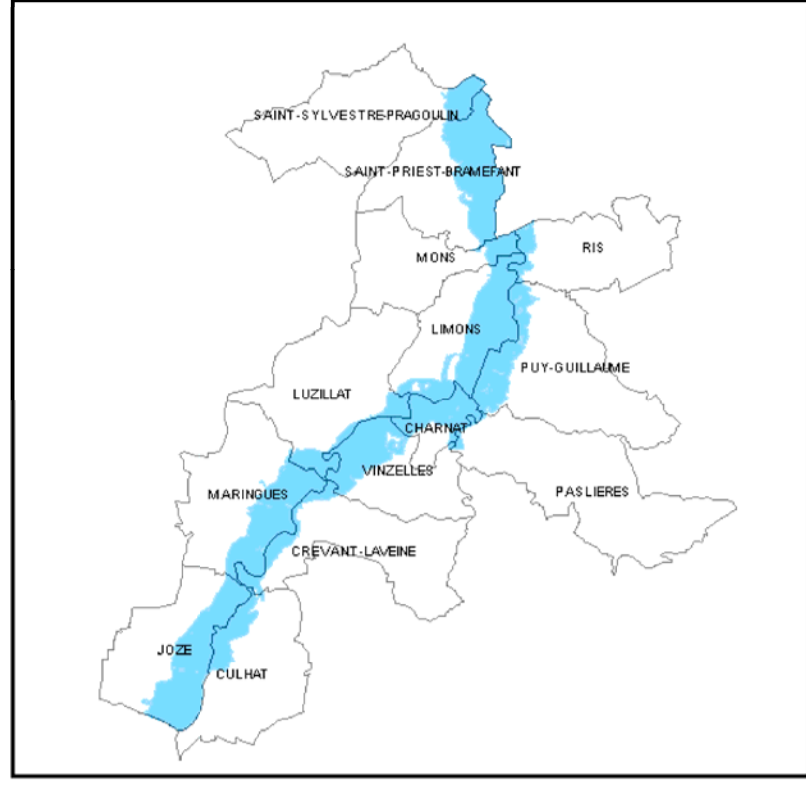 SAINT-SYLVESTRE-PRAGOULIN
SAINT-PRIEST-BRAMEFANT
RIS
MONS
LIMONS
PUY-GUILLAUME
LUZILLAT
CHARNAT
VINZELLES
MARINGUES
PASLIERES
CREVANT-LAVEINE
JOZE
CULHAT